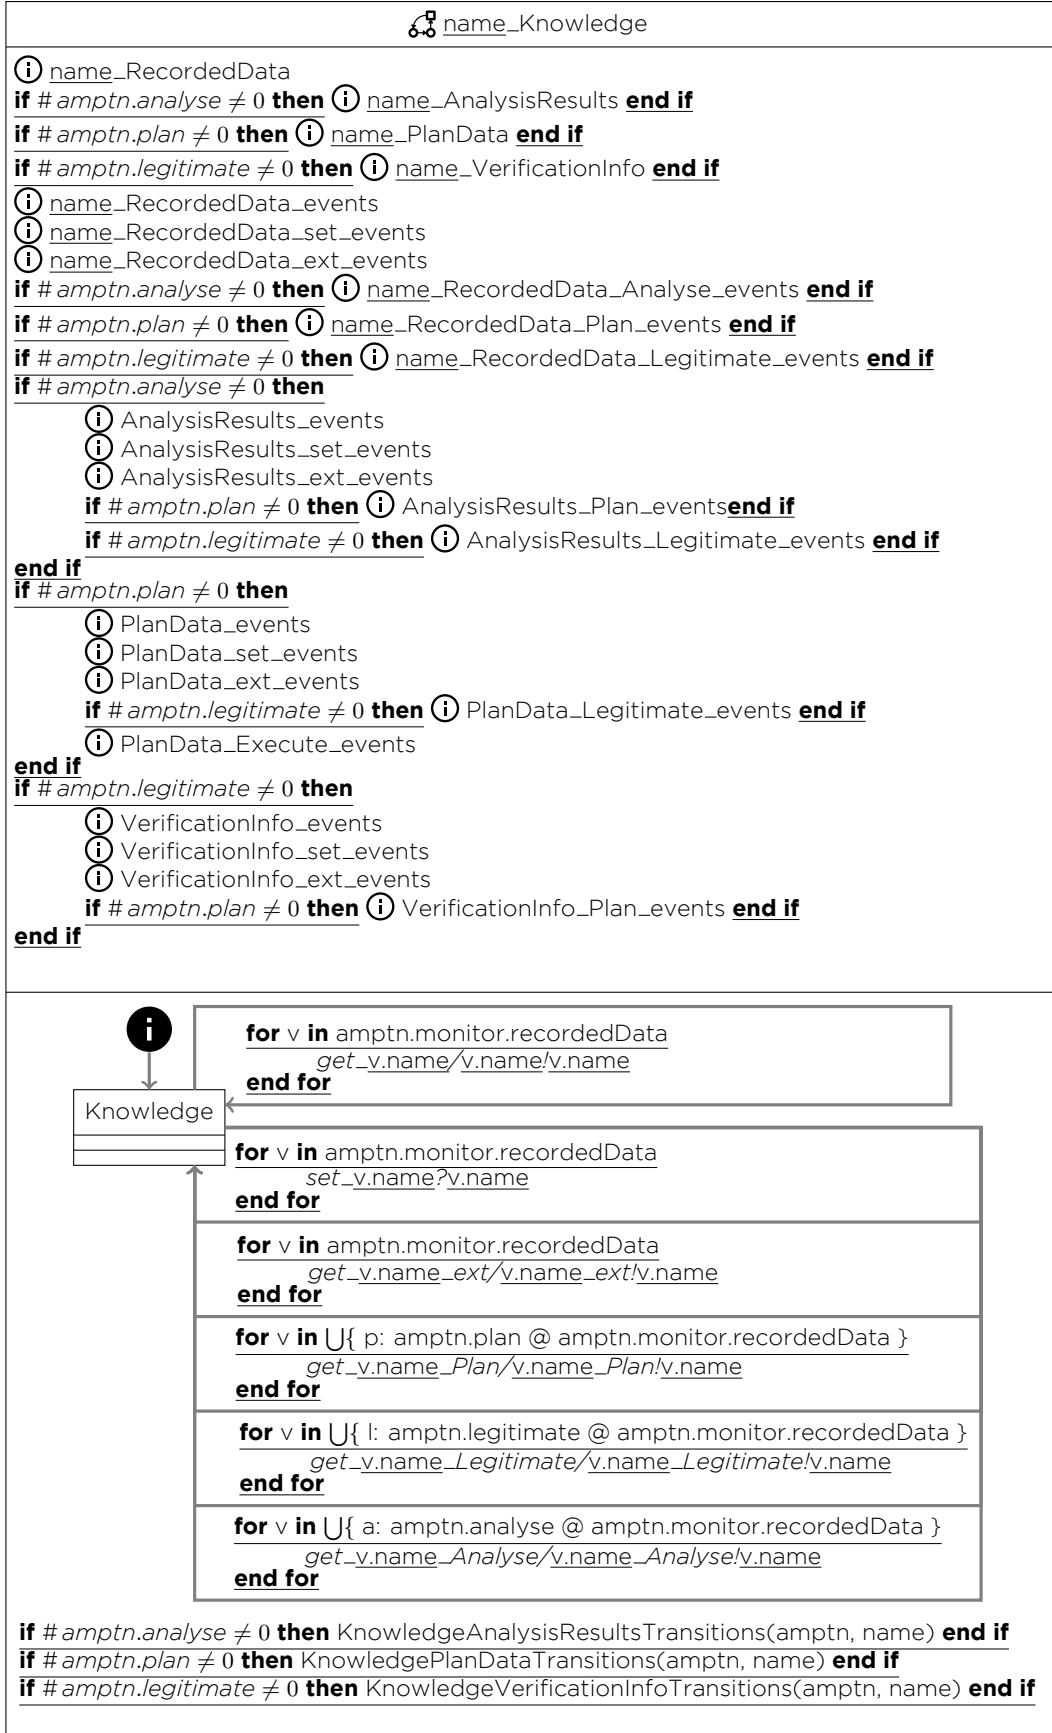 name_Knowledge
i name_RecordedData
if # amptn.analyse ≠ 0 then i name_AnalysisResults end if
if # amptn.plan ≠ 0 then i name_PlanData end if
if # amptn.legitimate ≠ 0 then i name_VerificationInfo end if
i name_RecordedData_events
i name_RecordedData_set_events
i name_RecordedData_ext_events
if # amptn.analyse ≠ 0 then i name_RecordedData_Analyse_events end if
if # amptn.plan ≠ 0 then i name_RecordedData_Plan_events end if
if # amptn.legitimate ≠ 0 then i name_RecordedData_Legitimate_events end if
if # amptn.analyse ≠ 0 then
i AnalysisResults_events
i AnalysisResults_set_events
i AnalysisResults_ext_events
if # amptn.plan ≠ 0 then i AnalysisResults_Plan_eventsend if
if # amptn.legitimate ≠ 0 then i AnalysisResults_Legitimate_events end if
end if
if # amptn.plan ≠ 0 then
i PlanData_events
i PlanData_set_events
i PlanData_ext_events
if # amptn.legitimate ≠ 0 then i PlanData_Legitimate_events end if
i PlanData_Execute_events
end if
if # amptn.legitimate ≠ 0 then
i VerificationInfo_events
i VerificationInfo_set_events
i VerificationInfo_ext_events
if # amptn.plan ≠ 0 then i VerificationInfo_Plan_events end if
end if
i
for v in amptn.monitor.recordedData
get_v.name/v.name!v.name
end for
Knowledge
for v in amptn.monitor.recordedData
set_v.name?v.name
end for
for v in amptn.monitor.recordedData
get_v.name_ext/v.name_ext!v.name
end for
for v in ⋃{ p: amptn.plan @ amptn.monitor.recordedData }
get_v.name_Plan/v.name_Plan!v.name
end for
for v in ⋃{ l: amptn.legitimate @ amptn.monitor.recordedData }
get_v.name_Legitimate/v.name_Legitimate!v.name
end for
for v in ⋃{ a: amptn.analyse @ amptn.monitor.recordedData }
get_v.name_Analyse/v.name_Analyse!v.name
end for
if # amptn.analyse ≠ 0 then KnowledgeAnalysisResultsTransitions(amptn, name) end if
if # amptn.plan ≠ 0 then KnowledgePlanDataTransitions(amptn, name) end if
if # amptn.legitimate ≠ 0 then KnowledgeVerificationInfoTransitions(amptn, name) end if